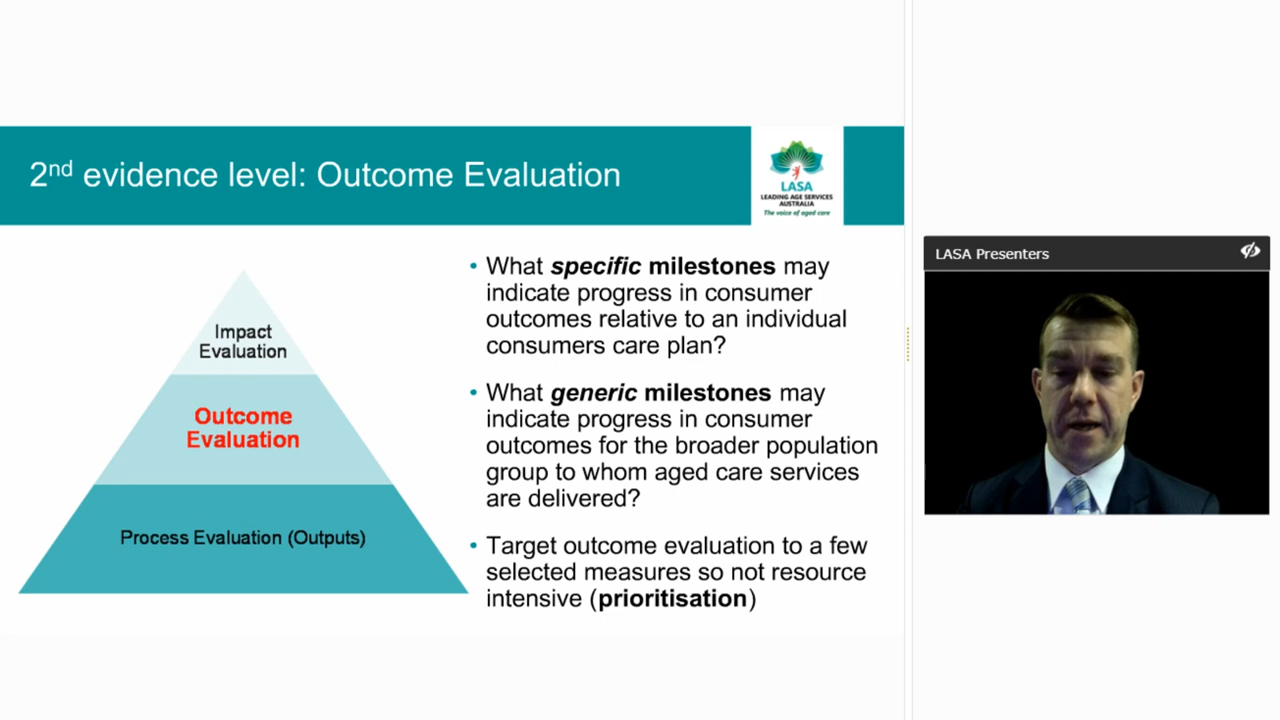 2nd evidence level: Outcome Evaluation
LASA
LEADING AGE SERVICES
AUSTRALIA
The voice of aged care
Impact
Evaluation
Outcome
Evaluation
Process Evaluation (Outputs)
• What specific milestones may
indicate progress in consumer
outcomes relative to an individual
consumers care plan?
• What generic milestones may
indicate progress in consumer
outcomes for the broader population
group to whom aged care services
are delivered?
• Target outcome evaluation to a few
selected measures so not resource
intensive (prioritisation)
LASA Presenters